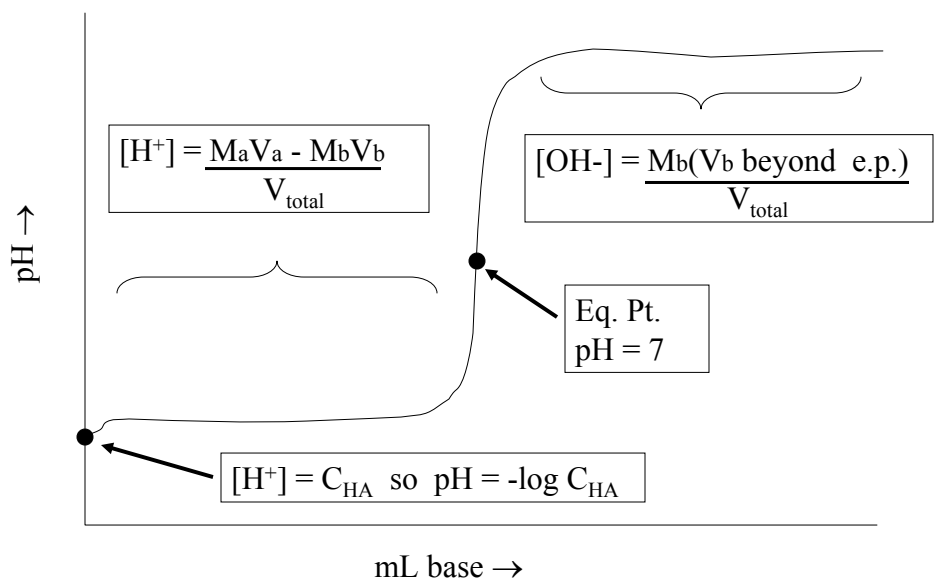 [H⁺] = MaVa - MbVb
Vtotal
[OH-] = Mb(Vb beyond e.p.)
Vtotal
pH →
Eq. Pt.
pH = 7
[H⁺] = CHA so pH = -log CHA
mL base →